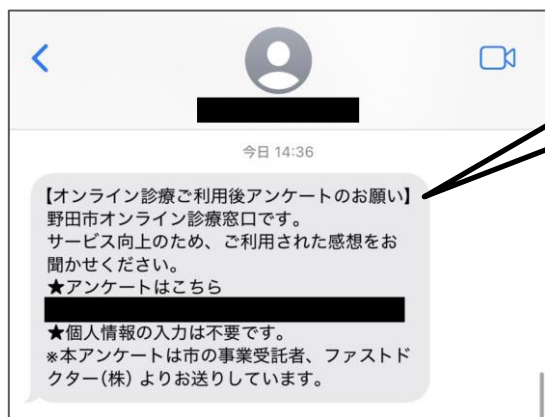 今日 14:36
【オンライン診療ご利用後アンケートのお願い】
野田市オンライン診療窓口です。
サービス向上のため、ご利用された感想をお
聞かせください。
★アンケートはこちら
★個人情報の入力は不要です。
※本アンケートは市の事業受託者、ファストド
クター(株) よりお送りしています。